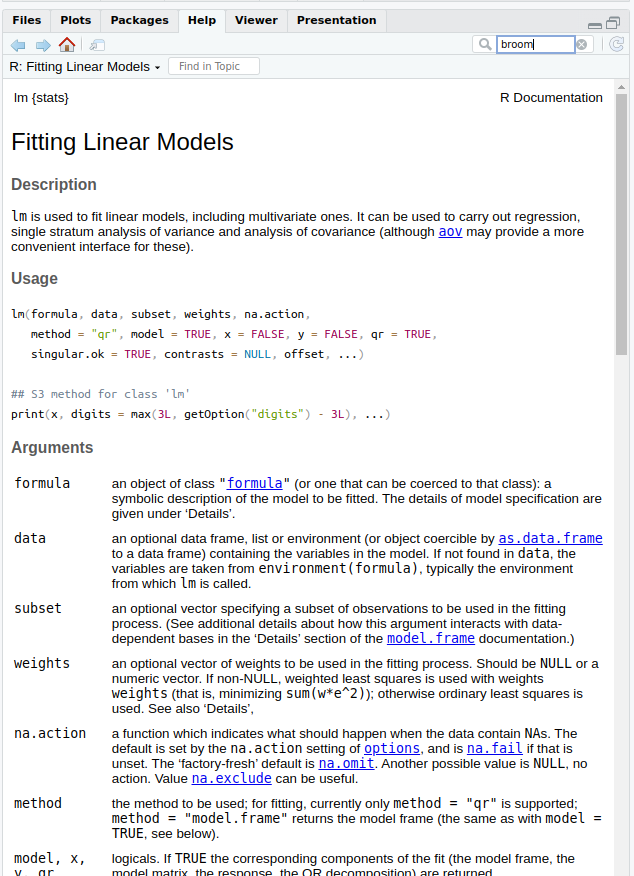 Files Plots Packages Help Viewer Presentation
broom
R: Fitting Linear Models Find in Topic
lm {stats} R Documentation
Fitting Linear Models
Description
lm is used to fit linear models, including multivariate ones. It can be used to carry out regression,
single stratum analysis of variance and analysis of covariance (although aov may provide a more
convenient interface for these).
Usage
lm(formula, data, subset, weights, na.action,
method = "qr", model = TRUE, x = FALSE, y = FALSE, qr = TRUE,
singular.ok = TRUE, contrasts = NULL, offset, ...)
## S3 method for class 'lm'
print(x, digits = max(3L, getOption("digits") - 3L), ...)
Arguments
formula an object of class "formula" (or one that can be coerced to that class): a
symbolic description of the model to be fitted. The details of model specification are
given under ‘Details’.
data an optional data frame, list or environment (or object coercible by as.data.frame
to a data frame) containing the variables in the model. If not found in data, the
variables are taken from environment(formula), typically the environment
from which lm is called.
subset an optional vector specifying a subset of observations to be used in the fitting
process. (See additional details about how this argument interacts with data-
dependent bases in the ‘Details’ section of the model.frame documentation.)
weights an optional vector of weights to be used in the fitting process. Should be NULL or a
numeric vector. If non-NULL, weighted least squares is used with weights
weights (that is, minimizing sum(w*e^2)); otherwise ordinary least squares is
used. See also ‘Details’,
na.action a function which indicates what should happen when the data contain NAs. The
default is set by the na.action setting of options, and is na.fail if that is
unset. The ‘factory-fresh’ default is na.omit. Another possible value is NULL, no
action. Value na.exclude can be useful.
method the method to be used; for fitting, currently only method = "qr" is supported;
method = "model.frame" returns the model frame (the same as with model =
TRUE, see below).
model, x, logicals. If TRUE the corresponding components of the fit (the model frame, the
y, qr model matrix, the response, the QR decomposition) are returned.